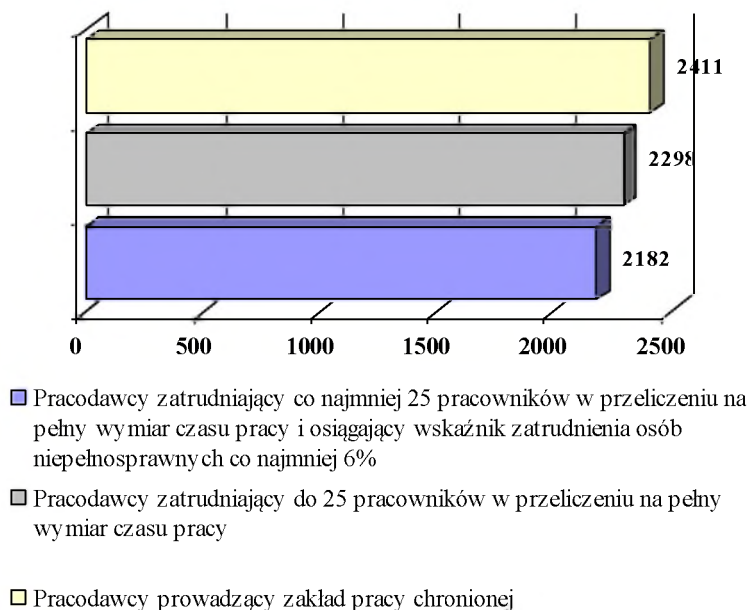 2411
2298
2182
0 500 1000 1500 2000 2500
Pracodawcy zatrudniający co najmniej 25 pracowników w przeliczeniu na
pełny wymiar czasu pracy i osiągający wskaźnik zatrudnienia osób
niepełnosprawnych co najmniej 6%
Pracodawcy zatrudniający do 25 pracowników w przeliczeniu na pełny
wymiar czasu pracy
Pracodawcy prowadzący zakład pracy chronionej